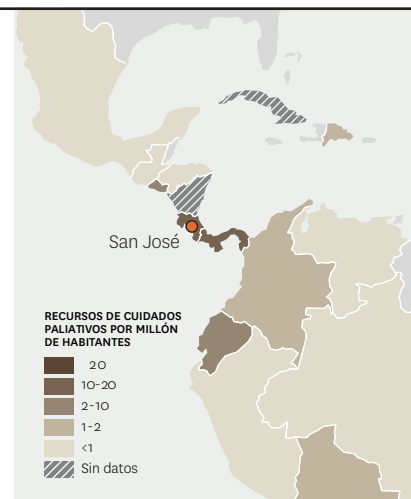 San José
RECURSOS DE CUIDADOS
PALIATIVOS POR MILLÓN
DE HABITANTES
20
10-20
2-10
1-2
<1
Sin datos